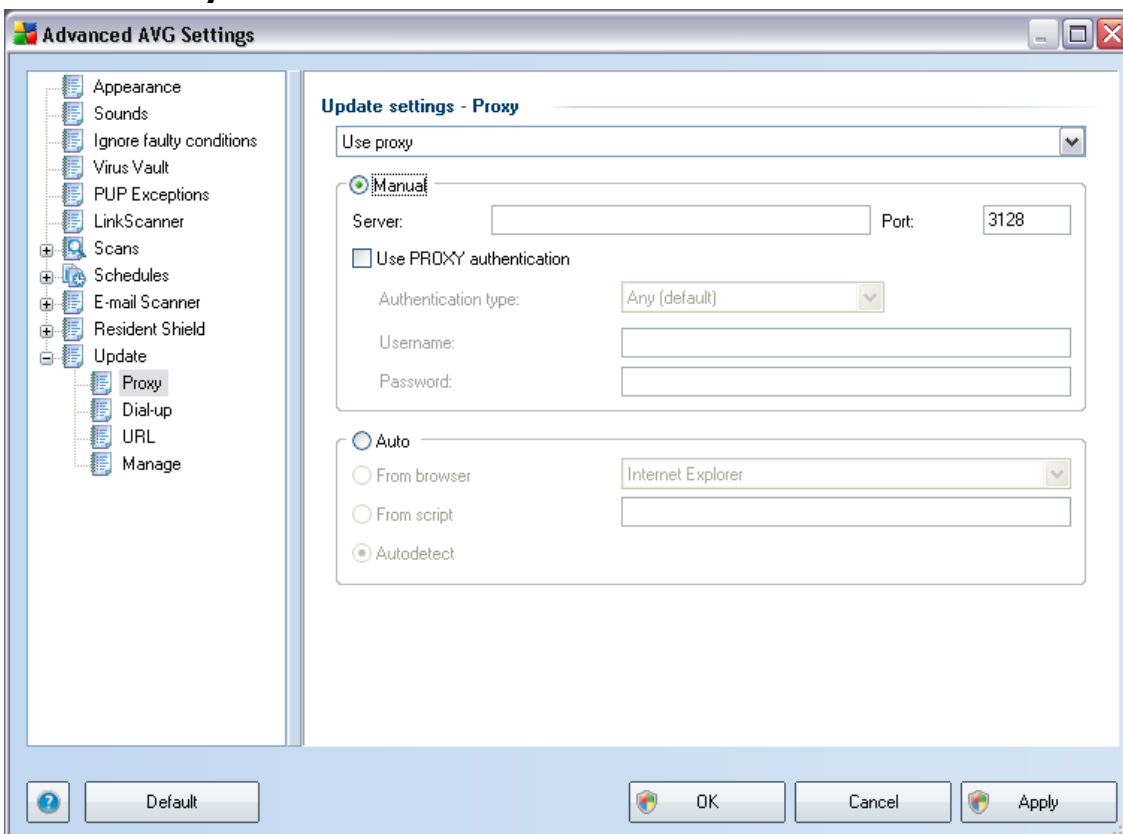 Advanced AVG Settings
Appearance
Sounds
Ignore faulty conditions
Virus Vault
PUP Exceptions
LinkScanner
Scans
Schedules
E-mail Scanner
Resident Shield
Update
Proxy
Dial-up
URL
Manage
Update settings - Proxy
Use proxy
Manual
Server: Port: 3128
Use PROXY authentication
Authentication type: Any (default)
Username:
Password:
Auto
From browser Internet Explorer
From script
Autodetect
? Default OK Cancel Apply